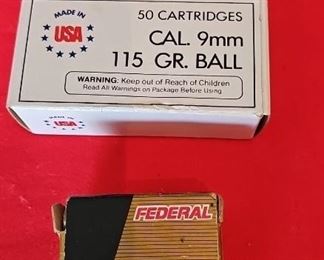 MADE IN
USA
50 CARTRIDGES
CAL. 9mm
115 GR. BALL
WARNING: Keep out of Reach of Children
Read All Warnings on Package Before Using
FEDERAL